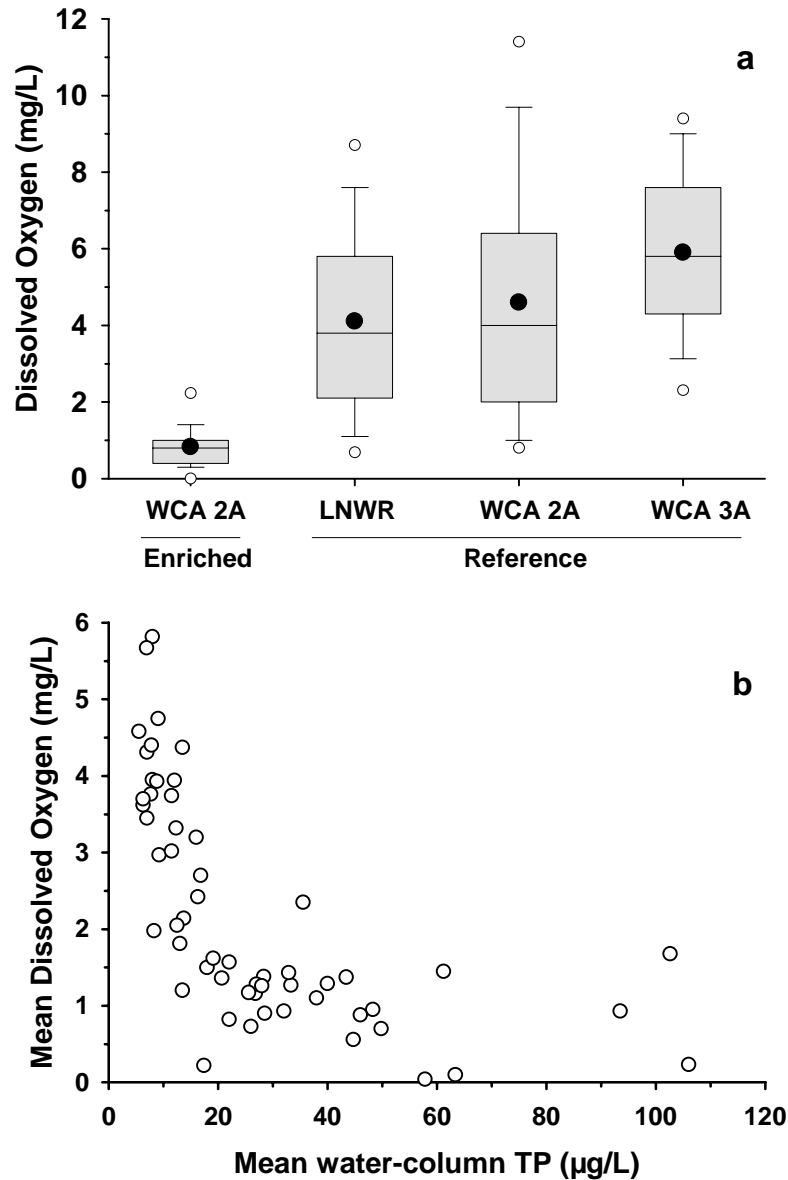 12
a
10
8
6
4
2
0
Dissolved Oxygen (mg/L)
WCA 2A LNWR WCA 2A WCA 3A
Enriched Reference
6
b
5
4
3
2
1
0
Mean Dissolved Oxygen (mg/L)
0 20 40 60 80 100 120
Mean water-column TP (µg/L)